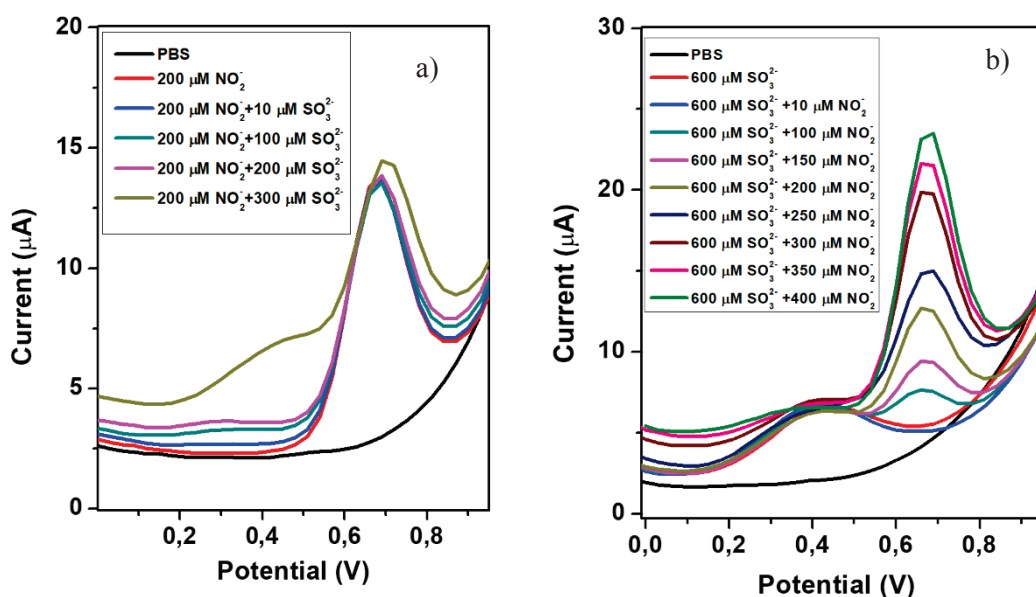 a)
PBS
200 μM NO₂⁻
200 μM NO₂⁻+10 μM SO₃²⁻
200 μM NO₂⁻+100 μM SO₃²⁻
200 μM NO₂⁻+200 μM SO₃²⁻
200 μM NO₂⁻+300 μM SO₃²⁻
20
15
10
5
0
Current (μA)
0,2
0,4
0,6
0,8
Potential (V)
b)
PBS
600 μM SO₃²⁻
600 μM SO₃²⁻+10 μM NO₂⁻
600 μM SO₃²⁻+100 μM NO₂⁻
600 μM SO₃²⁻+150 μM NO₂⁻
600 μM SO₃²⁻+200 μM NO₂⁻
600 μM SO₃²⁻+250 μM NO₂⁻
600 μM SO₃²⁻+300 μM NO₂⁻
600 μM SO₃²⁻+350 μM NO₂⁻
600 μM SO₃²⁻+400 μM NO₂⁻
30
20
10
0
Current (μA)
0,0
0,2
0,4
0,6
0,8
Potential (V)